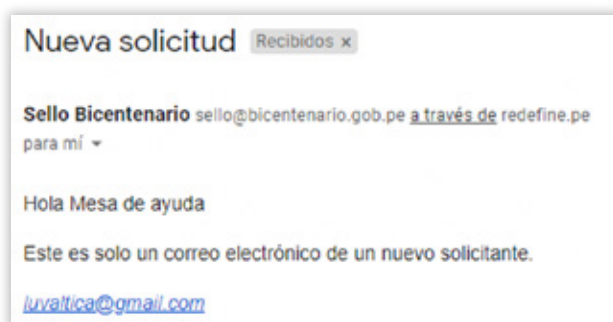 Nueva solicitud Recibidos x
Sello Bicentenario sello@bicentenario.gob.pe a través de redefine.pe
para mí
Hola Mesa de ayuda
Este es solo un correo electrónico de un nuevo solicitante.
luvaltica@gmail.com